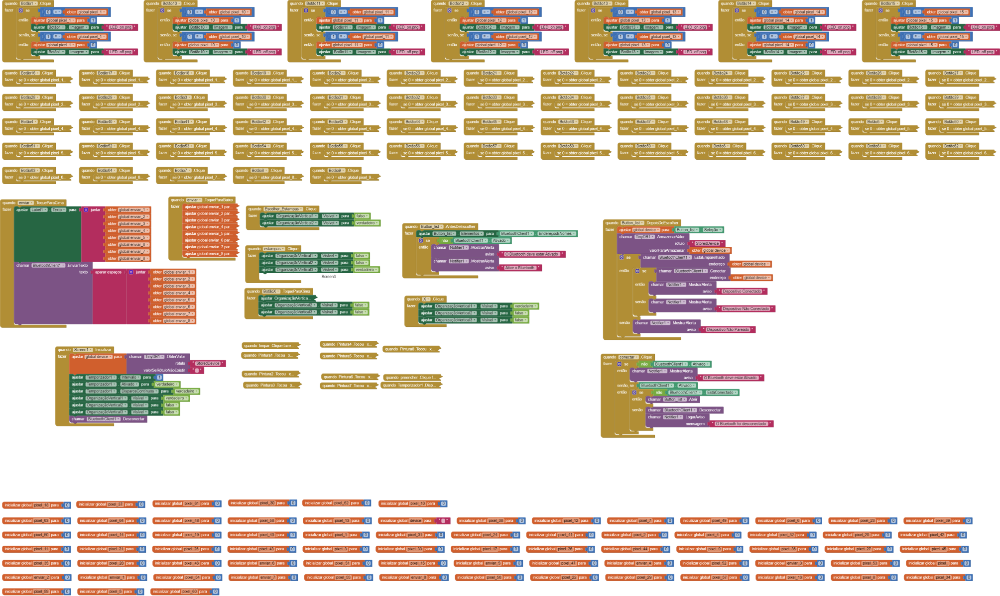 quando Botão1 .Clique
fazer se 0 = obter global pixel_1
então ajustar global pixel_1 para 1
ajustar Botão1 . Imagem para " LED_on.png "
senão, se 1 = obter global pixel_1
então ajustar global pixel_1 para 0
ajustar Botão1 . Imagem para " LED_off.png "
quando Botão10 .Clique
fazer se 0 = obter global pixel_10
então ajustar global pixel_10 para 1
ajustar Botão10 . Imagem para " LED_on.png "
senão, se 1 = obter global pixel_10
então ajustar global pixel_10 para 0
ajustar Botão10 . Imagem para " LED_off.png "
quando Botão11 .Clique
fazer se 0 = obter global pixel_11
então ajustar global pixel_11 para 1
ajustar Botão11 . Imagem para " LED_on.png "
senão, se 1 = obter global pixel_11
então ajustar global pixel_11 para 0
ajustar Botão11 . Imagem para " LED_off.png "
quando Botão12 .Clique
fazer se 0 = obter global pixel_12
então ajustar global pixel_12 para 1
ajustar Botão12 . Imagem para " LED_on.png "
senão, se 1 = obter global pixel_12
então ajustar global pixel_12 para 0
ajustar Botão12 . Imagem para " LED_off.png "
quando Botão13 .Clique
fazer se 0 = obter global pixel_13
então ajustar global pixel_13 para 1
ajustar Botão13 . Imagem para " LED_on.png "
senão, se 1 = obter global pixel_13
então ajustar global pixel_13 para 0
ajustar Botão13 . Imagem para " LED_off.png "
quando Botão14 .Clique
fazer se 0 = obter global pixel_14
então ajustar global pixel_14 para 1
ajustar Botão14 . Imagem para " LED_on.png "
senão, se 1 = obter global pixel_14
então ajustar global pixel_14 para 0
ajustar Botão14 . Imagem para " LED_off.png "
quando Botão15 .Clique
fazer se 0 = obter global pixel_15
então ajustar global pixel_15 para 1
ajustar Botão15 . Imagem para " LED_on.png "
senão, se 1 = obter global pixel_15
então ajustar global pixel_15 para 0
ajustar Botão15 . Imagem para " LED_off.png "
quando Botão16 .Clique quando Botão17 .Clique quando Botão18 .Clique quando Botão19 .Clique quando Botão2 .Clique quando Botão20 .Clique quando Botão21 .Clique quando Botão22 .Clique quando Botão23 .Clique quando Botão24 .Clique quando Botão25 .Clique quando Botão26 .Clique quando Botão27 .Clique
fazer se 0 = obter global pixel_1... fazer se 0 = obter global pixel_1... fazer se 0 = obter global pixel_1... fazer se 0 = obter global pixel_1... fazer se 0 = obter global pixel_2... fazer se 0 = obter global pixel_2... fazer se 0 = obter global pixel_2... fazer se 0 = obter global pixel_2... fazer se 0 = obter global pixel_2... fazer se 0 = obter global pixel_2... fazer se 0 = obter global pixel_2... fazer se 0 = obter global pixel_2... fazer se 0 = obter global pixel_2...
quando Botão28 .Clique quando Botão29 .Clique quando Botão3 .Clique quando Botão30 .Clique quando Botão31 .Clique quando Botão32 .Clique quando Botão33 .Clique quando Botão34 .Clique quando Botão35 .Clique quando Botão36 .Clique quando Botão37 .Clique quando Botão38 .Clique quando Botão39 .Clique
fazer se 0 = obter global pixel_2... fazer se 0 = obter global pixel_2... fazer se 0 = obter global pixel_3... fazer se 0 = obter global pixel_3... fazer se 0 = obter global pixel_3... fazer se 0 = obter global pixel_3... fazer se 0 = obter global pixel_3... fazer se 0 = obter global pixel_3... fazer se 0 = obter global pixel_3... fazer se 0 = obter global pixel_3... fazer se 0 = obter global pixel_3... fazer se 0 = obter global pixel_3... fazer se 0 = obter global pixel_3...
quando Botão4 .Clique quando Botão40 .Clique quando Botão41 .Clique quando Botão42 .Clique quando Botão43 .Clique quando Botão44 .Clique quando Botão45 .Clique quando Botão46 .Clique quando Botão47 .Clique quando Botão48 .Clique quando Botão49 .Clique quando Botão5 .Clique quando Botão50 .Clique
fazer se 0 = obter global pixel_4... fazer se 0 = obter global pixel_4... fazer se 0 = obter global pixel_4... fazer se 0 = obter global pixel_4... fazer se 0 = obter global pixel_4... fazer se 0 = obter global pixel_4... fazer se 0 = obter global pixel_4... fazer se 0 = obter global pixel_4... fazer se 0 = obter global pixel_4... fazer se 0 = obter global pixel_4... fazer se 0 = obter global pixel_4... fazer se 0 = obter global pixel_5... fazer se 0 = obter global pixel_5...
quando Botão51 .Clique quando Botão52 .Clique quando Botão53 .Clique quando Botão54 .Clique quando Botão55 .Clique quando Botão56 .Clique quando Botão57 .Clique quando Botão58 .Clique quando Botão59 .Clique quando Botão6 .Clique quando Botão60 .Clique quando Botão61 .Clique quando Botão62 .Clique
fazer se 0 = obter global pixel_5... fazer se 0 = obter global pixel_5... fazer se 0 = obter global pixel_5... fazer se 0 = obter global pixel_5... fazer se 0 = obter global pixel_5... fazer se 0 = obter global pixel_5... fazer se 0 = obter global pixel_5... fazer se 0 = obter global pixel_5... fazer se 0 = obter global pixel_5... fazer se 0 = obter global pixel_6... fazer se 0 = obter global pixel_6... fazer se 0 = obter global pixel_6... fazer se 0 = obter global pixel_6...
quando Botão63 .Clique quando Botão64 .Clique quando Botão7 .Clique quando Botão8 .Clique quando Botão9 .Clique
fazer se 0 = obter global pixel_6... fazer se 0 = obter global pixel_6... fazer se 0 = obter global pixel_7... fazer se 0 = obter global pixel_8... fazer se 0 = obter global pixel_9...
quando enviar .ToqueParaCima
fazer ajustar Label1 . Texto para juntar obter global enviar_1
obter global enviar_2
obter global enviar_3
obter global enviar_4
obter global enviar_5
obter global enviar_6
obter global enviar_7
obter global enviar_8
chamar BluetoothClient1 .EnviarTexto
texto aparar espaços juntar obter global enviar_1
obter global enviar_2
obter global enviar_3
obter global enviar_4
obter global enviar_5
obter global enviar_6
obter global enviar_7
obter global enviar_8
quando enviar .ToqueParaBaixo
fazer ajustar global enviar_1 par...
ajustar global enviar_2 par...
ajustar global enviar_3 par...
ajustar global enviar_4 par...
ajustar global enviar_5 par...
ajustar global enviar_6 par...
ajustar global enviar_7 par...
ajustar global enviar_8 par...
quando Escolher_Estampas .Clique
fazer ajustar OrganizaçãoVertical1 . Visível para falso
ajustar OrganizaçãoVertical2 . Visível para verdadeiro
quando estampas .Clique
fazer ajustar OrganizaçãoVertical1 . Visível para falso
ajustar OrganizaçãoVertical2 . Visível para falso
ajustar OrganizaçãoVertical3 . Visível para verdadeiro
Screen3
quando BotãoX .ToqueParaCima
fazer ajustar OrganizaçãoVertica...
ajustar OrganizaçãoVertical2 . Visível para falso
ajustar OrganizaçãoVertical3 . Visível para falso
quando Button_list .AntesDeEscolher
fazer ajustar Button_list . Elementos para BluetoothClient1 . EndereçosENomes
se não BluetoothClient1 . Ativado
então chamar Notifier1 .MostrarAlerta
aviso " O Bluetooth deve estar Ativado "
chamar Notifier1 .MostrarAlerta
aviso " Ative o Bluetooth "
quando X .Clique
fazer ajustar OrganizaçãoVertical1 . Visível para verdadeiro
ajustar OrganizaçãoVertical2 . Visível para falso
ajustar OrganizaçãoVertical3 . Visível para falso
quando Button_list .DepoisDeEscolher
fazer ajustar global device para Button_list . Seleção
chamar TinyDB1 .ArmazenarValor
rótulo " StoredDevice "
valorParaArmazenar obter global device
se chamar BluetoothClient1 .EstáEmparelhado
endereço obter global device
então se chamar BluetoothClient1 .Conectar
endereço obter global device
então chamar Notifier1 .MostrarAlerta
aviso " Dispositivo Conectado "
senão chamar Notifier1 .MostrarAlerta
aviso " Dispositivo Não Conectado "
senão chamar Notifier1 .MostrarAlerta
aviso " Dispositivo Não Pareado "
quando Screen1 .Inicializar
fazer ajustar global device para chamar TinyDB1 .ObterValor
rótulo " StoredDevice "
valorSeRótuloNãoExistir " "
ajustar Temporizador1 . Intervalo para 1
ajustar Temporizador1 . Ativado para verdadeiro
ajustar Temporizador1 . DisparosContínuos para verdadeiro
ajustar OrganizaçãoVertical1 . Visível para verdadeiro
ajustar OrganizaçãoVertical2 . Visível para falso
ajustar OrganizaçãoVertical3 . Visível para falso
chamar BluetoothClient1 .Desconectar
quando limpar .Clique faze...
quando Pintura1 .Tocou x...
quando Pintura2 .Tocou x...
quando Pintura3 .Tocou x...
quando Pintura4 .Tocou x...
quando Pintura5 .Tocou x...
quando Pintura6 .Tocou x...
quando Pintura7 .Tocou x...
quando Pintura8 .Tocou x...
quando preencher .Clique f...
quando Temporizador1 .Disp...
quando conectar .Clique
fazer se não BluetoothClient1 . Ativado
então chamar Notifier1 .MostrarAlerta
aviso " O Bluetooth deve estar Ativado "
senão, se BluetoothClient1 . Ativado
então se não BluetoothClient1 . EstáConectado
então chamar Button_list .Abrir
senão chamar BluetoothClient1 .Desconectar
chamar Notifier1 .LogarAviso
mensagem " O Bluetooth foi desconectado "
inicializar global pixel_18 para 0 inicializar global pixel_37 para 0 inicializar global pixel_61 para 0 inicializar global pixel_30 para 0 inicializar global pixel_62 para 0 inicializar global pixel_10 para 0
inicializar global pixel_63 para 0 inicializar global pixel_64 para 0 inicializar global pixel_48 para 0 inicializar global pixel_58 para 0 inicializar global pixel_13 para 0 inicializar global device para " " inicializar global pixel_38 para 0 inicializar global pixel_12 para 0 inicializar global pixel_7 para 0 inicializar global pixel_49 para 0 inicializar global pixel_6 para 0 inicializar global pixel_23 para 0 inicializar global pixel_39 para 0
inicializar global pixel_50 para 0 inicializar global pixel_14 para 0 inicializar global pixel_19 para 0 inicializar global pixel_40 para 0 inicializar global pixel_1 para 0 inicializar global pixel_31 para 0 inicializar global pixel_24 para 0 inicializar global pixel_41 para 0 inicializar global pixel_2 para 0 inicializar global pixel_4 para 0 inicializar global pixel_32 para 0 inicializar global pixel_20 para 0 inicializar global pixel_42 para 0
inicializar global pixel_11 para 0 inicializar global pixel_21 para 0 inicializar global pixel_25 para 0 inicializar global pixel_43 para 0 inicializar global pixel_3 para 0 inicializar global pixel_33 para 0 inicializar global pixel_17 para 0 inicializar global pixel_26 para 0 inicializar global pixel_44 para 0 inicializar global pixel_9 para 0 inicializar global pixel_36 para 0 inicializar global pixel_27 para 0 inicializar global pixel_45 para 0
inicializar global pixel_35 para 0 inicializar global pixel_28 para 0 inicializar global pixel_46 para 0 inicializar global enviar_6 para 0 inicializar global pixel_51 para 0 inicializar global pixel_15 para 0 inicializar global enviar_5 para 0 inicializar global pixel_47 para 0 inicializar global enviar_4 para 0 inicializar global pixel_52 para 0 inicializar global enviar_3 para 0 inicializar global pixel_53 para 0 inicializar global pixel_ para 0
inicializar global enviar_2 para 0 inicializar global enviar_1 para 0 inicializar global pixel_54 para 0 inicializar global enviar_7 para 0 inicializar global pixel_55 para 0 inicializar global enviar_8 para 0 inicializar global pixel_56 para 0 inicializar global pixel_22 para 0 inicializar global pixel_29 para 0 inicializar global pixel_57 para 0 inicializar global pixel_16 para 0 inicializar global pixel_8 para 0 inicializar global pixel_34 para 0
inicializar global pixel_59 para 0 inicializar global pixel_5 para 0 inicializar global pixel_60 para 0